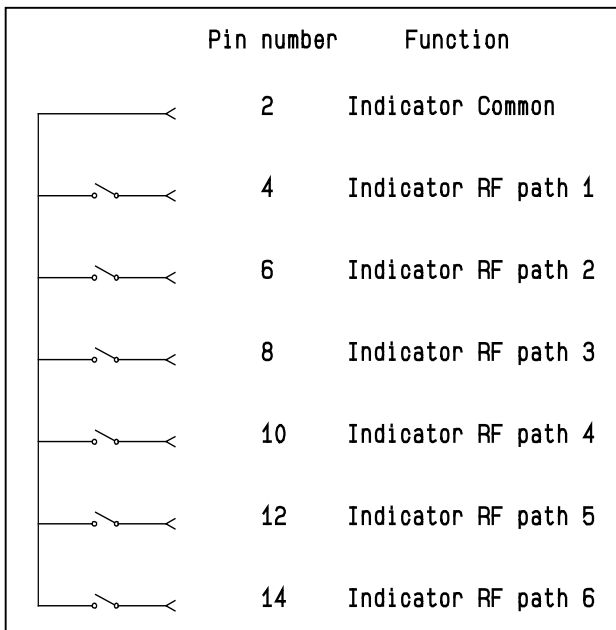 Pin number Function
2 Indicator Common
4 Indicator RF path 1
6 Indicator RF path 2
8 Indicator RF path 3
10 Indicator RF path 4
12 Indicator RF path 5
14 Indicator RF path 6